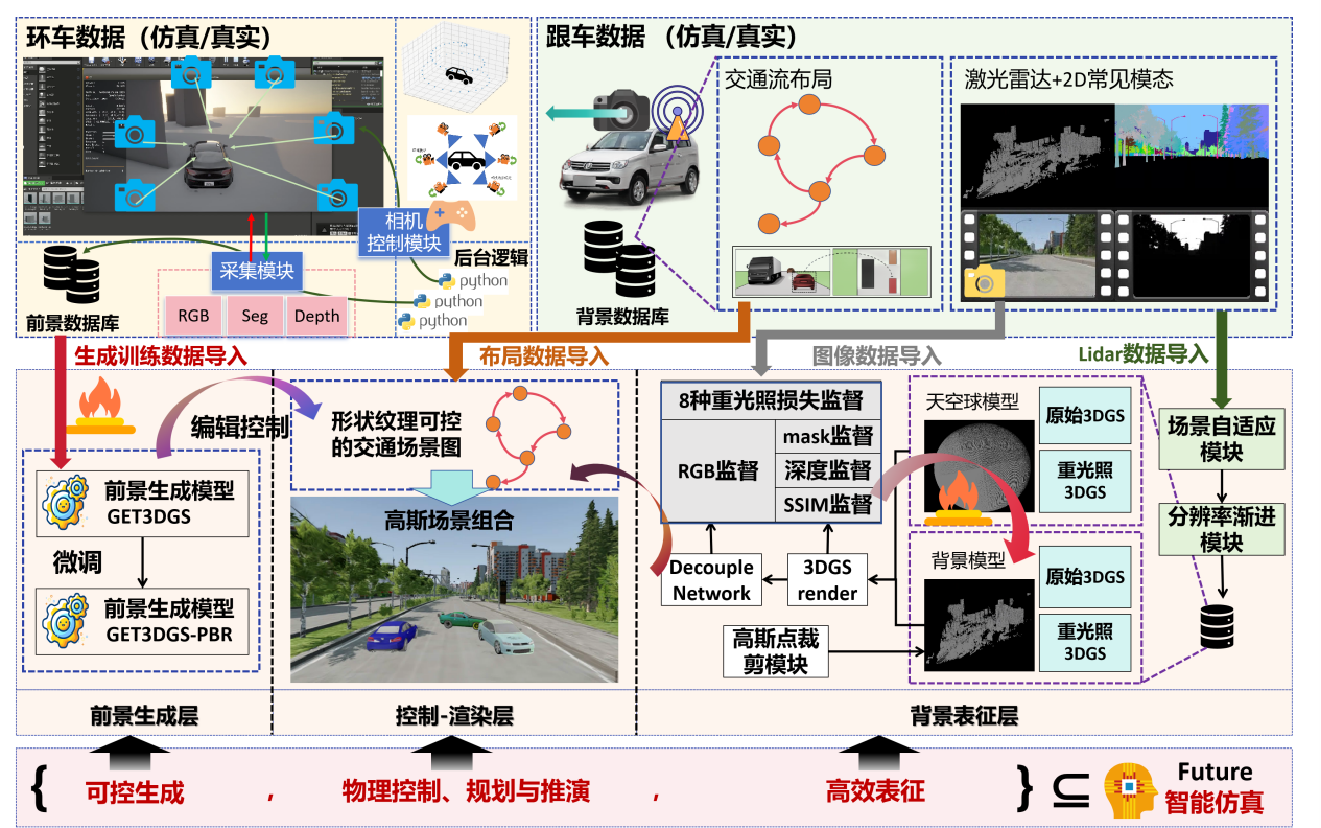 环车数据（仿真/真实）
相机
控制模块
后台逻辑
采集模块
python
python
python
前景数据库
RGB
Seg
Depth
跟车数据 （仿真/真实）
背景数据库
交通流布局
激光雷达+2D常见模态
生成训练数据导入
布局数据导入
图像数据导入
Lidar数据导入
编辑控制
前景生成模型
GET3DGS
微调
前景生成模型
GET3DGS-PBR
形状纹理可控
的交通场景图
高斯场景组合
8种重光照损失监督
RGB监督
mask监督
深度监督
SSIM监督
Decouple
Network
3DGS
render
高斯点裁
剪模块
天空球模型
原始3DGS
重光照
3DGS
背景模型
原始3DGS
重光照
3DGS
场景自适应
模块
分辨率渐进
模块
前景生成层
控制-渲染层
背景表征层
{ 可控生成 , 物理控制、规划与推演 , 高效表征 } ⊆
Future
智能仿真